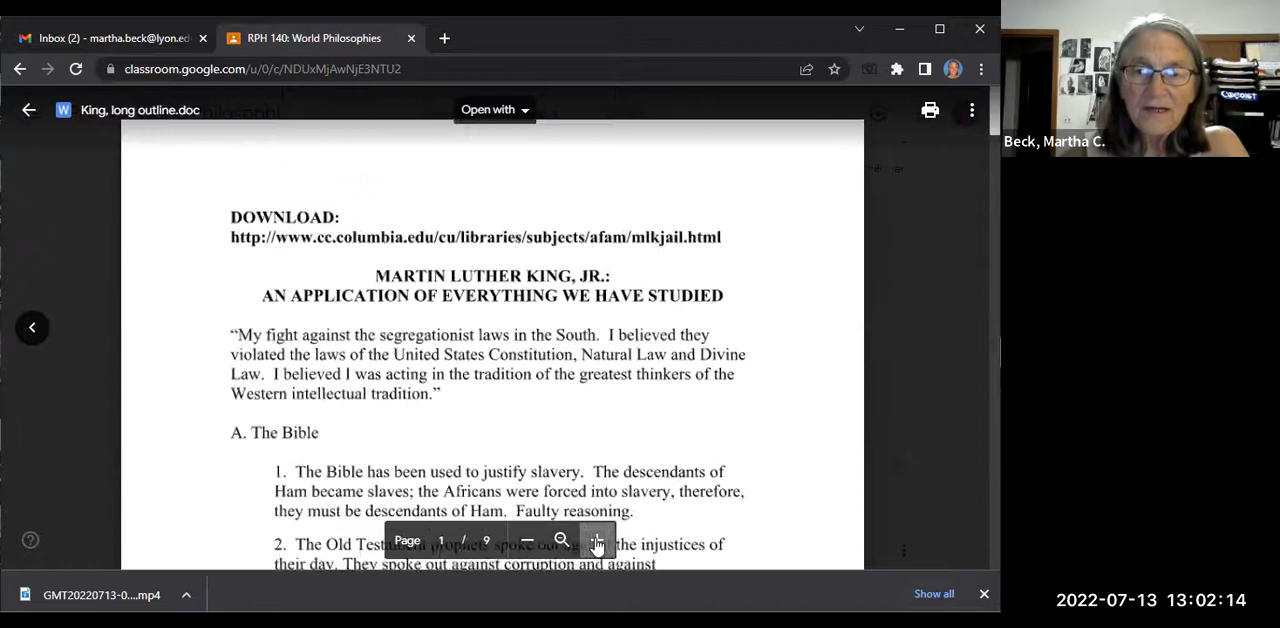 Inbox (2) - martha.beck@lyon.ed
RPH 140: World Philosophies
classroom.google.com/u/0/c/NDUxMjAwNjE3NTU2
King, long outline.doc
Open with
Beck, Martha C.
DOWNLOAD:
http://www.cc.columbia.edu/cu/libraries/subjects/afam/mlkjail.html
MARTIN LUTHER KING, JR.:
AN APPLICATION OF EVERYTHING WE HAVE STUDIED
“My fight against the segregationist laws in the South. I believed they
violated the laws of the United States Constitution, Natural Law and Divine
Law. I believed I was acting in the tradition of the greatest thinkers of the
Western intellectual tradition.”
A. The Bible
1. The Bible has been used to justify slavery. The descendants of
Ham became slaves; the Africans were forced into slavery, therefore,
they must be descendants of Ham. Faulty reasoning.
2. The Old Testament prophets spoke out against the injustices of
their day. They spoke out against corruption and against
Page 1 / 9
GMT20220713-0....mp4
Show all
2022-07-13 13:02:14